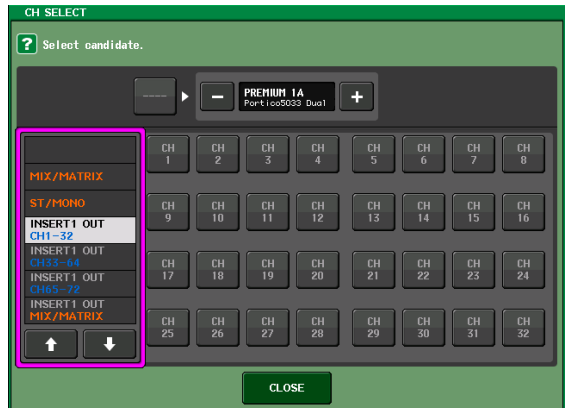 CH SELECT
? Select candidate.
----
− PREMIUM 1A +
Portico5033 Dual
MIX/MATRIX
ST/MONO
INSERT1 OUT
CH1-32
INSERT1 OUT
CH33-64
INSERT1 OUT
CH65-72
INSERT1 OUT
MIX/MATRIX
CH 1
CH 2
CH 3
CH 4
CH 5
CH 6
CH 7
CH 8
CH 9
CH 10
CH 11
CH 12
CH 13
CH 14
CH 15
CH 16
CH 17
CH 18
CH 19
CH 20
CH 21
CH 22
CH 23
CH 24
CH 25
CH 26
CH 27
CH 28
CH 29
CH 30
CH 31
CH 32
CLOSE